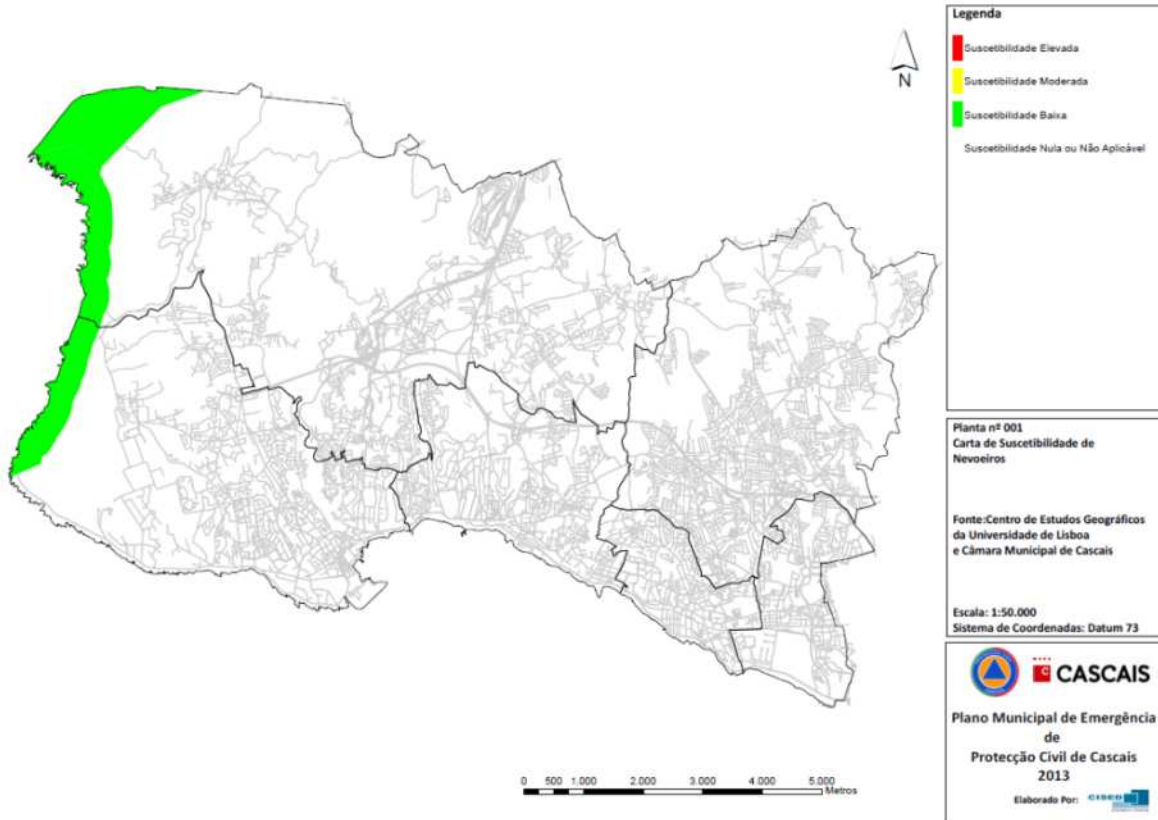 Legenda
Suscetibilidade Elevada
Suscetibilidade Moderada
Suscetibilidade Baixa
Suscetibilidade Nula ou Não Aplicável
N
Planta nº 001
Carta de Suscetibilidade de
Nevoeiros
Fonte:Centro de Estudos Geográficos
da Universidade de Lisboa
e Câmara Municipal de Cascais
Escala: 1:50.000
Sistema de Coordenadas: Datum 73
C CASCAIS
Plano Municipal de Emergência
de
Protecção Civil de Cascais
2013
Elaborado Por:
0 500 1.000 2.000 3.000 4.000 5.000
Metros